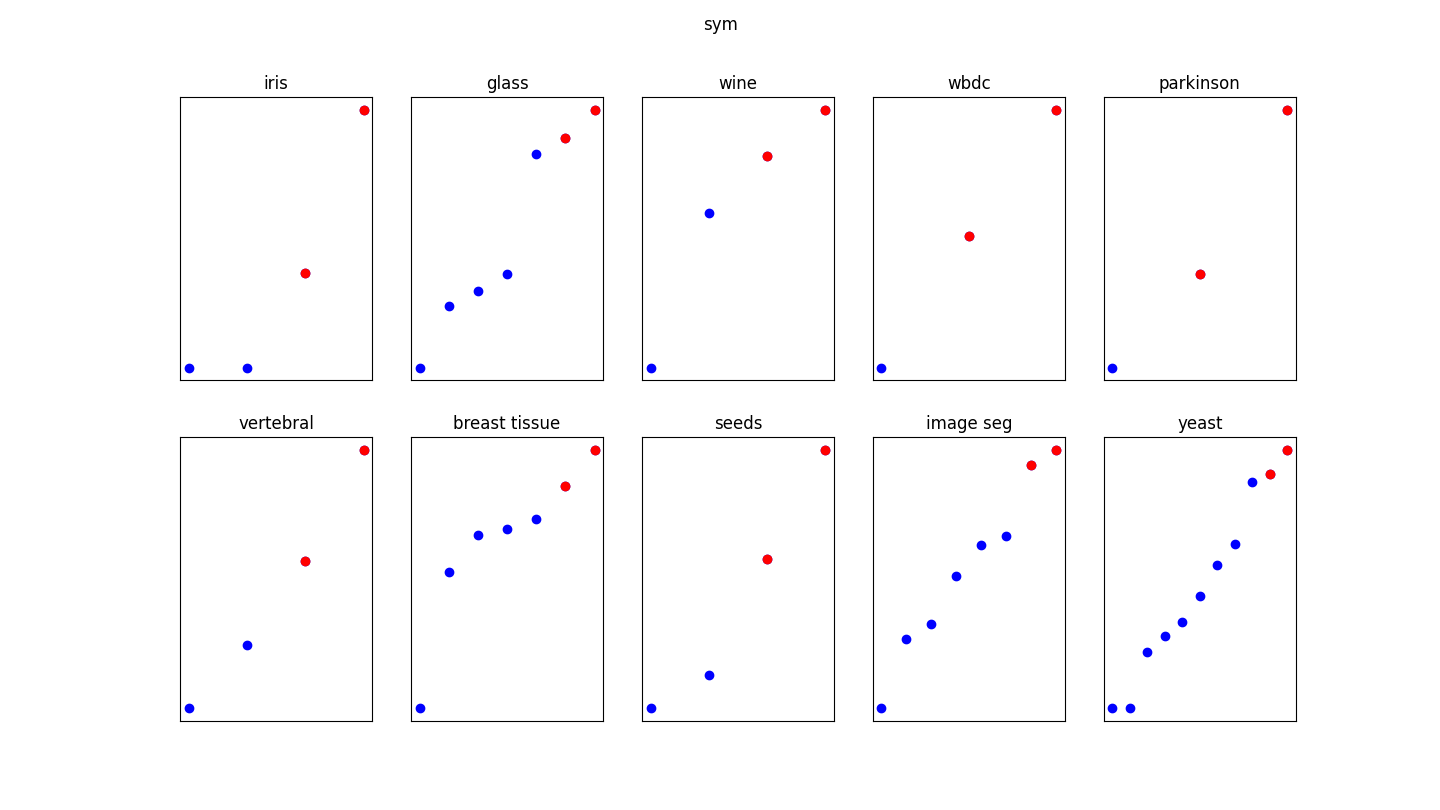 sym
iris
glass
wine
wbdc
parkinson
vertebral
breast tissue
seeds
image seg
yeast